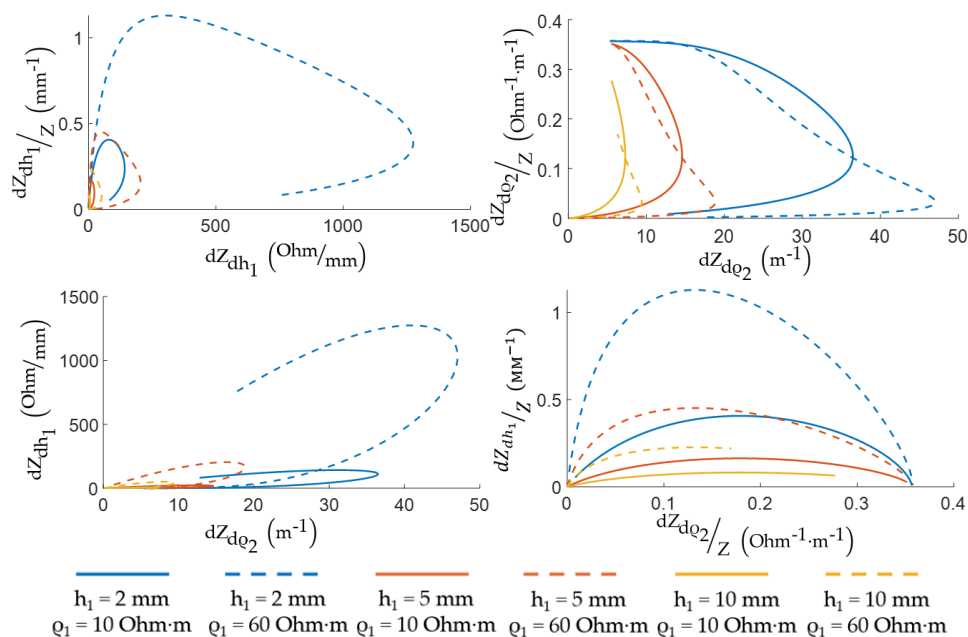 1
0.5
0
0 500 1000 1500
dZdh1/Z (mm-1)
dZdh1 (Ohm/mm)
0.4
0.3
0.2
0.1
0
0 10 20 30 40 50
dZdϱ2/Z (Ohm-1·m-1)
dZdϱ2 (m-1)
1500
1000
500
0
0 10 20 30 40 50
dZdh1 (Ohm/mm)
dZdϱ2 (m-1)
1
0.5
0
0 0.1 0.2 0.3 0.4
dZdh1/Z (мм-1)
dZdϱ2/Z (Ohm-1·m-1)
h1 = 2 mm h1 = 2 mm h1 = 5 mm h1 = 5 mm h1 = 10 mm h1 = 10 mm
ϱ1 = 10 Ohm·m ϱ1 = 60 Ohm·m ϱ1 = 10 Ohm·m ϱ1 = 60 Ohm·m ϱ1 = 10 Ohm·m ϱ1 = 60 Ohm·m